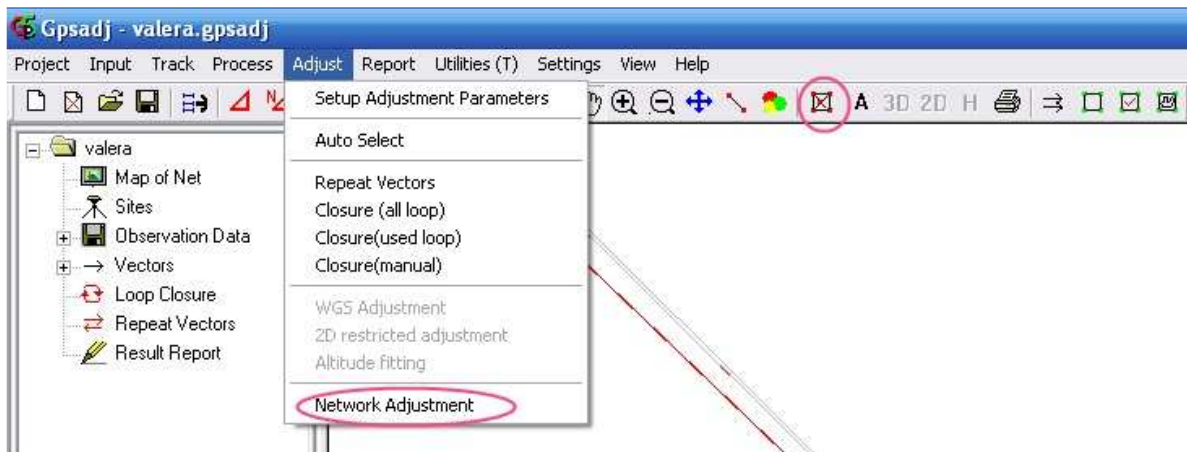 Gpsadj - valera.gpsadj
Project Input Track Process Adjust Report Utilities (T) Settings View Help
A 3D 2D H
valera
Map of Net
Sites
Observation Data
Vectors
Loop Closure
Repeat Vectors
Result Report
Setup Adjustment Parameters
Auto Select
Repeat Vectors
Closure (all loop)
Closure(used loop)
Closure(manual)
WGS Adjustment
2D restricted adjustment
Altitude fitting
Network Adjustment